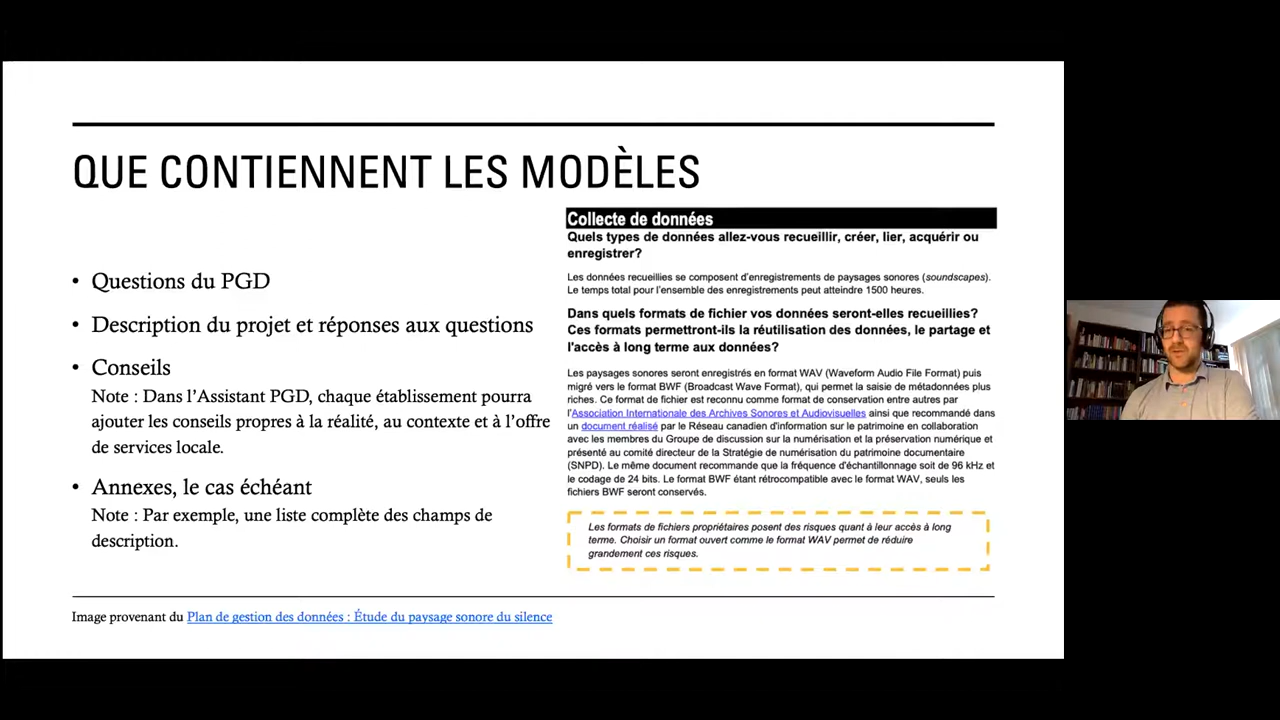 QUE CONTIENNENT LES MODÈLES
• Questions du PGD
• Description du projet et réponses aux questions
• Conseils
Note : Dans l'Assistant PGD, chaque établissement pourra
ajouter les conseils propres à la réalité, au contexte et à l'offre
de services locale.
• Annexes, le cas échéant
Note : Par exemple, une liste complète des champs de
description.
Collecte de données
Quels types de données allez-vous recueillir, créer, lier, acquérir ou
enregistrer?
Les données recueillies se composent d'enregistrements de paysages sonores (soundscapes).
Le temps total pour l'ensemble des enregistrements peut atteindre 1500 heures.
Dans quels formats de fichier vos données seront-elles recueillies?
Ces formats permettront-ils la réutilisation des données, le partage et
l'accès à long terme aux données?
Les paysages sonores seront enregistrés en format WAV (Waveform Audio File Format) puis
migré vers le format BWF (Broadcast Wave Format), qui permet la saisie de métadonnées plus
riches. Ce format de fichier est reconnu comme format de conservation entre autres par
l'Association Internationale des Archives Sonores et Audiovisuelles ainsi que recommandé dans
un document réalisé par le Réseau canadien d'information sur le patrimoine en collaboration
avec les membres du Groupe de discussion sur la numérisation et la préservation numérique et
présenté au comité directeur de la Stratégie de numérisation du patrimoine documentaire
(SNPD). Le même document recommande que la fréquence d'échantillonnage soit de 96 kHz et
le codage de 24 bits. Le format BWF étant rétrocompatible avec le format WAV, seuls les
fichiers BWF seront conservés.
Les formats de fichiers propriétaires posent des risques quant à leur accès à long
terme. Choisir un format ouvert comme le format WAV permet de réduire
grandement ces risques.
Image provenant du Plan de gestion des données : Étude du paysage sonore du silence